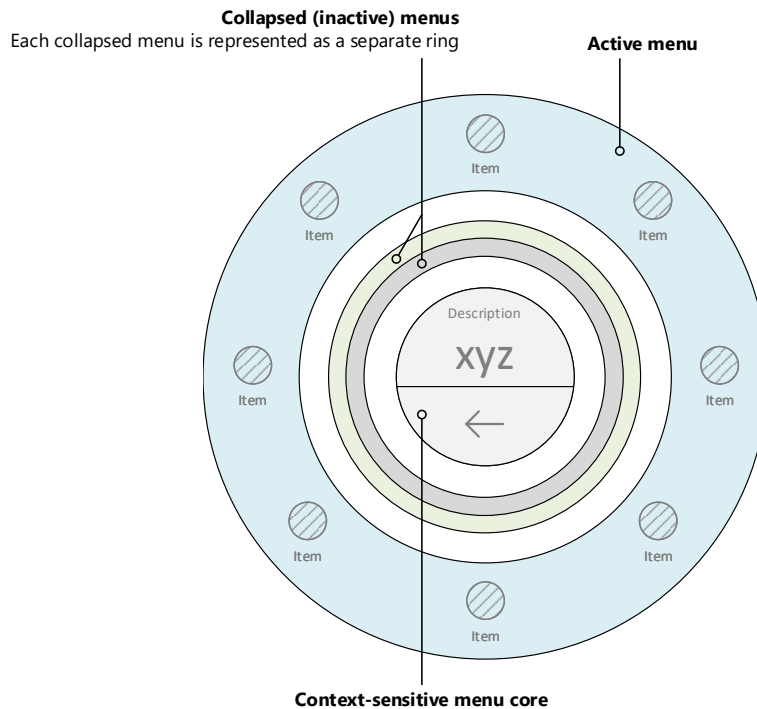 Collapsed (inactive) menus
Each collapsed menu is represented as a separate ring
Active menu
Item
Item
Item
Description
xyz
Item
Item
Item
Item
Item
Context-sensitive menu core